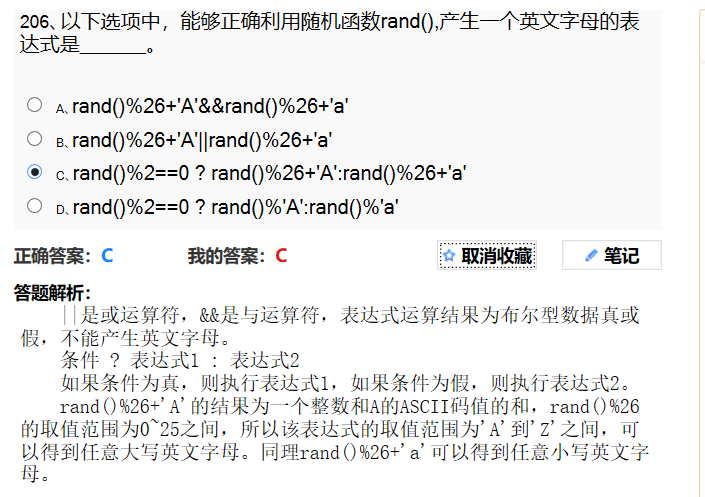 206、以下选项中，能够正确利用随机函数rand(),产生一个英文字母的表
达式是______。
A、rand()%26+'A'&&rand()%26+'a'
B、rand()%26+'A'||rand()%26+'a'
C、rand()%2==0 ? rand()%26+'A':rand()%26+'a'
D、rand()%2==0 ? rand()%'A':rand()%'a'
正确答案：C 我的答案：C 取消收藏 笔记
答题解析：
||是或运算符，&&是与运算符，表达式运算结果为布尔型数据真或
假，不能产生英文字母。
条件 ? 表达式1 : 表达式2
如果条件为真，则执行表达式1，如果条件为假，则执行表达式2。
rand()%26+'A'的结果为一个整数和A的ASCII码值的和，rand()%26
的取值范围为0~25之间，所以该表达式的取值范围为'A'到'Z'之间，可
以得到任意大写英文字母。同理rand()%26+'a'可以得到任意小写英文字
母。